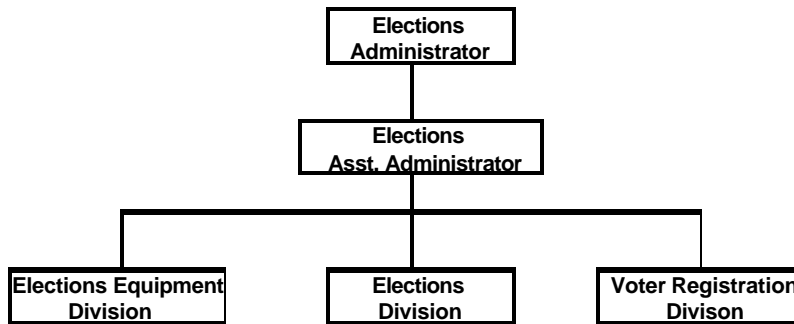 Elections
Administrator
Elections
Asst. Administrator
Elections Equipment
Division
Elections
Division
Voter Registration
Divison